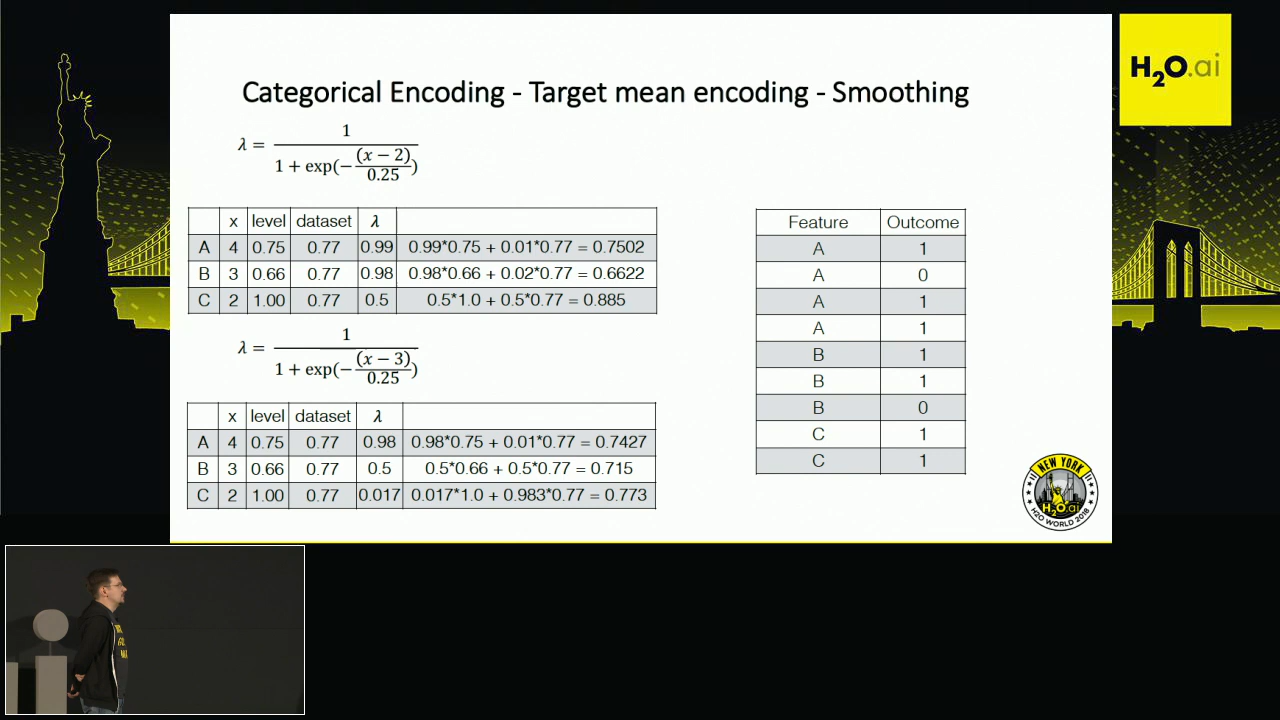 Categorical Encoding - Target mean encoding - Smoothing
H2O.ai
λ = 1 / (1 + exp(−(x − 2)/0.25))
x level dataset λ
A 4 0.75 0.77 0.99 0.99*0.75 + 0.01*0.77 = 0.7502
B 3 0.66 0.77 0.98 0.98*0.66 + 0.02*0.77 = 0.6622
C 2 1.00 0.77 0.5 0.5*1.0 + 0.5*0.77 = 0.885
λ = 1 / (1 + exp(−(x − 3)/0.25))
x level dataset λ
A 4 0.75 0.77 0.98 0.98*0.75 + 0.01*0.77 = 0.7427
B 3 0.66 0.77 0.5 0.5*0.66 + 0.5*0.77 = 0.715
C 2 1.00 0.77 0.017 0.017*1.0 + 0.983*0.77 = 0.773
Feature Outcome
A 1
A 0
A 1
A 1
B 1
B 1
B 0
C 1
C 1
NEW YORK
H2O.ai
H2O WORLD 2018